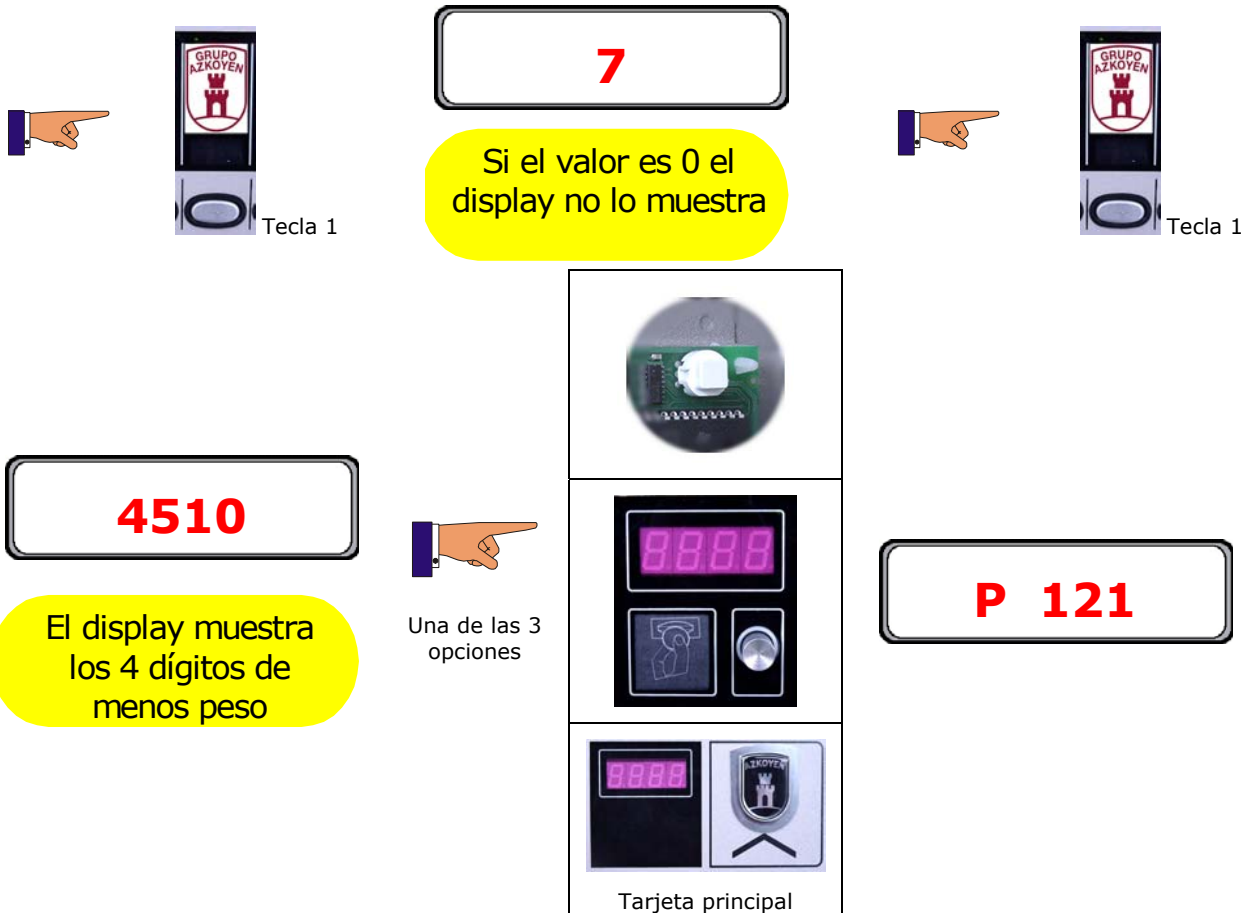 GRUPO
AZKOYEN
Tecla 1
7
Si el valor es 0 el
display no lo muestra
GRUPO
AZKOYEN
Tecla 1
4510
El display muestra
los 4 dígitos de
menos peso
Una de las 3
opciones
8888
8888
AZKOYEN
Tarjeta principal
P 121